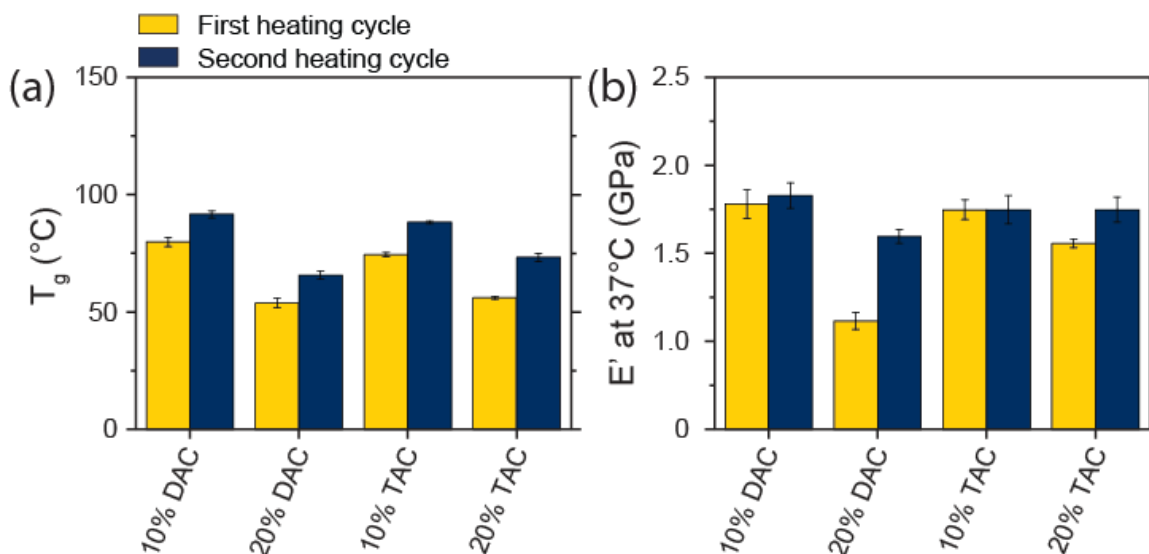 First heating cycle
Second heating cycle
(a)
150
100
50
0
Tg (°C)
10% DAC
20% DAC
10% TAC
20% TAC
(b)
2.5
2.0
1.5
1.0
0
E' at 37°C (GPa)
10% DAC
20% DAC
10% TAC
20% TAC